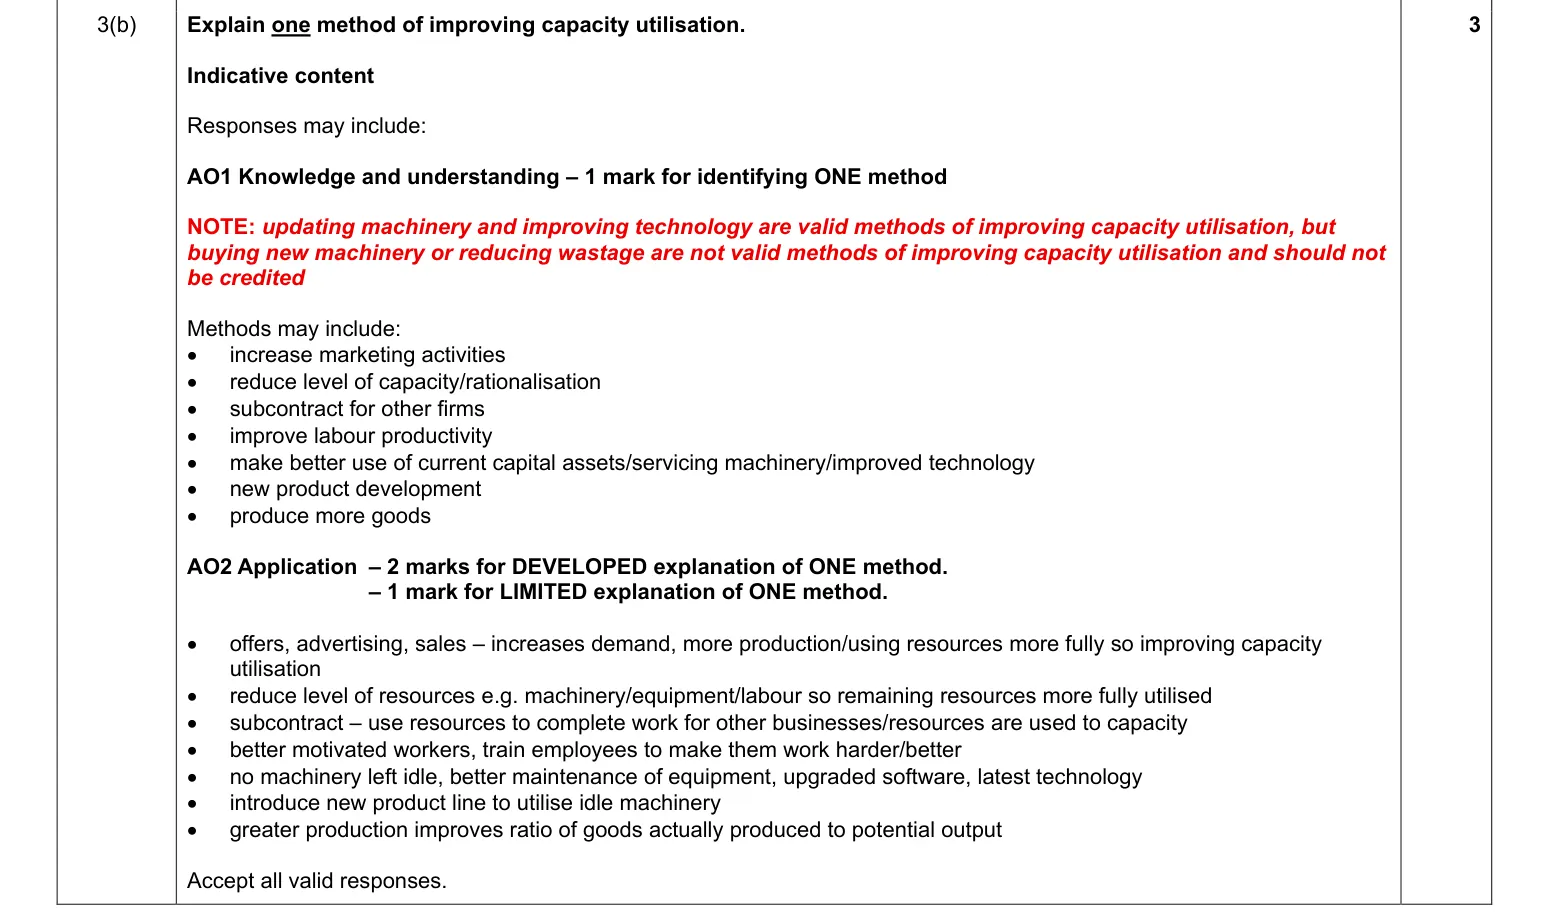 3(b)
Explain one method of improving capacity utilisation.
3
Indicative content
Responses may include:
AO1 Knowledge and understanding – 1 mark for identifying ONE method
NOTE: updating machinery and improving technology are valid methods of improving capacity utilisation, but
buying new machinery or reducing wastage are not valid methods of improving capacity utilisation and should not
be credited
Methods may include:
• increase marketing activities
• reduce level of capacity/rationalisation
• subcontract for other firms
• improve labour productivity
• make better use of current capital assets/servicing machinery/improved technology
• new product development
• produce more goods
AO2 Application – 2 marks for DEVELOPED explanation of ONE method.
– 1 mark for LIMITED explanation of ONE method.
• offers, advertising, sales – increases demand, more production/using resources more fully so improving capacity
utilisation
• reduce level of resources e.g. machinery/equipment/labour so remaining resources more fully utilised
• subcontract – use resources to complete work for other businesses/resources are used to capacity
• better motivated workers, train employees to make them work harder/better
• no machinery left idle, better maintenance of equipment, upgraded software, latest technology
• introduce new product line to utilise idle machinery
• greater production improves ratio of goods actually produced to potential output
Accept all valid responses.